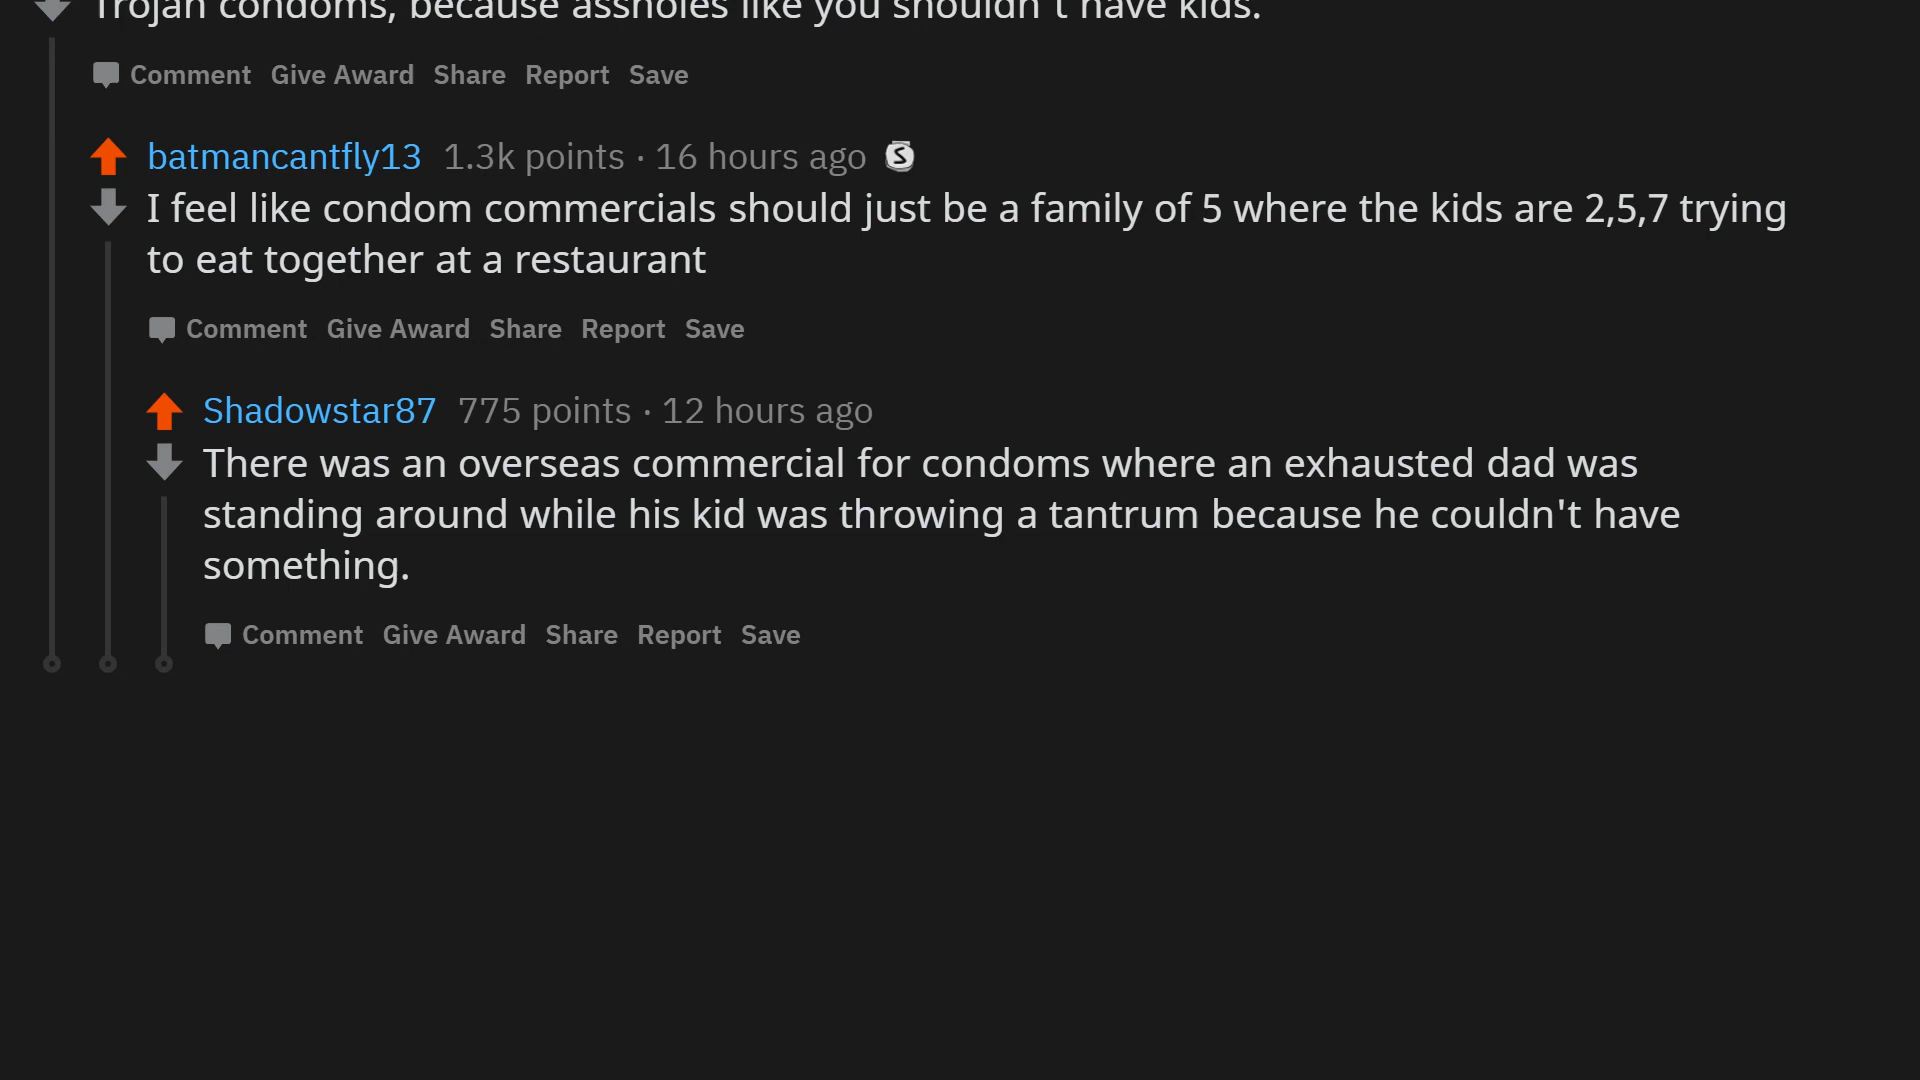 Trojan condoms, because assholes like you shouldn't have kids.
Comment Give Award Share Report Save
batmancantfly13 1.3k points · 16 hours ago S
I feel like condom commercials should just be a family of 5 where the kids are 2,5,7 trying
to eat together at a restaurant
Comment Give Award Share Report Save
Shadowstar87 775 points · 12 hours ago
There was an overseas commercial for condoms where an exhausted dad was
standing around while his kid was throwing a tantrum because he couldn't have
something.
Comment Give Award Share Report Save